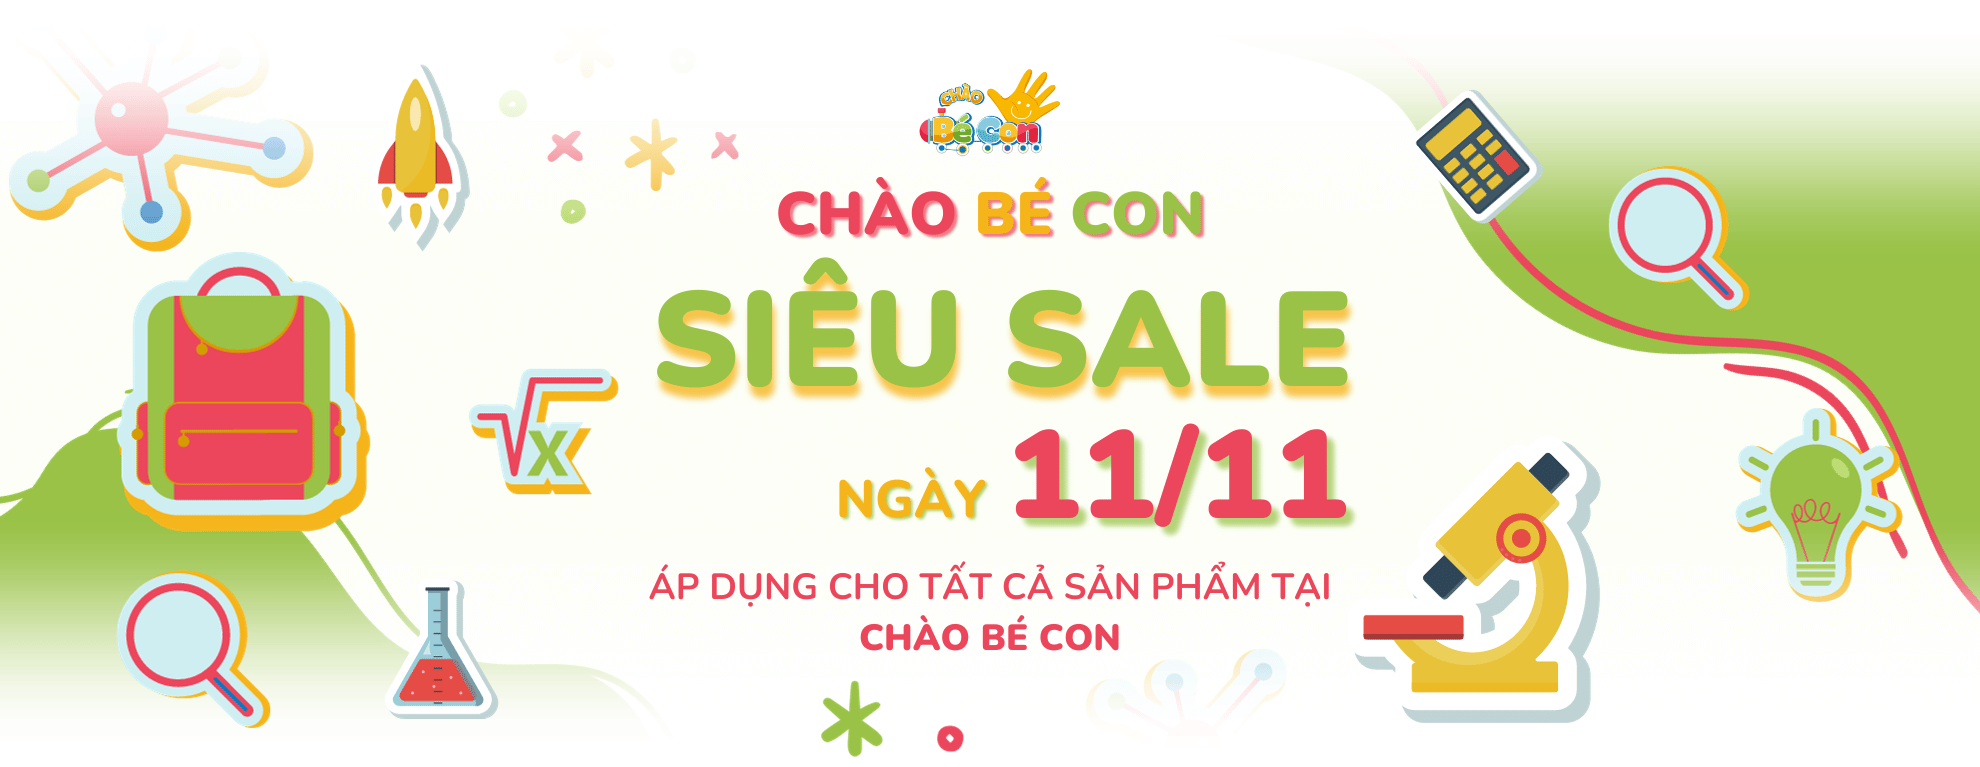 CHÀO
Bé Con
CHÀO BÉ CON
SIÊU SALE
NGÀY 11/11
ÁP DỤNG CHO TẤT CẢ SẢN PHẨM TẠI
CHÀO BÉ CON
√x